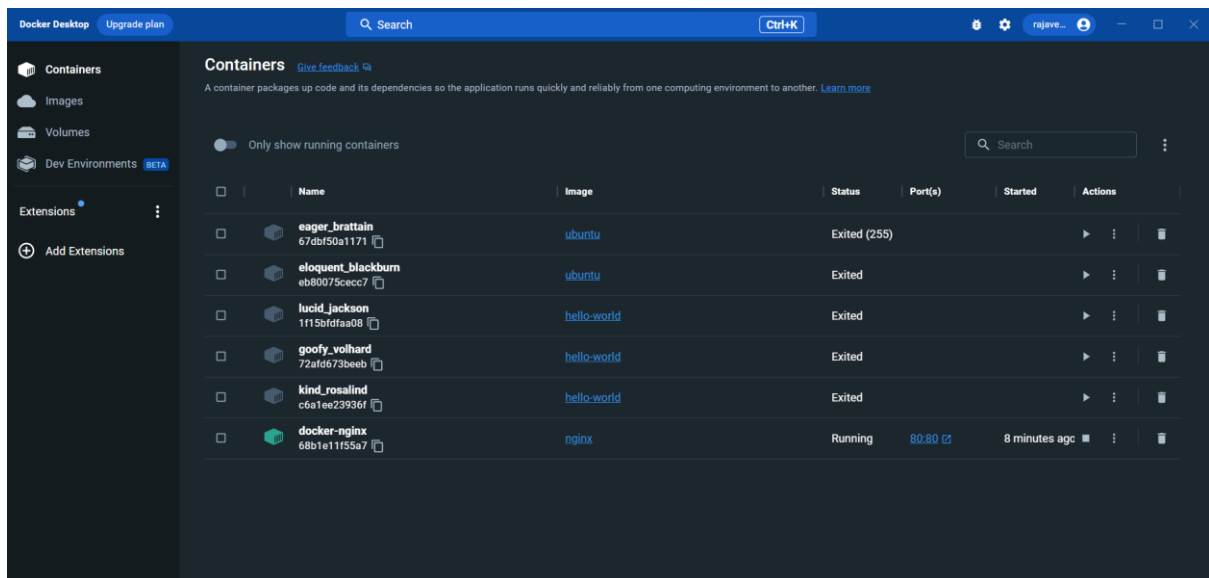 Docker Desktop Upgrade plan Search Ctrl+K rajave...
Containers
Images
Volumes
Dev Environments BETA
Extensions
Add Extensions
Containers Give feedback
A container packages up code and its dependencies so the application runs quickly and reliably from one computing environment to another. Learn more
Only show running containers Search
Name Image Status Port(s) Started Actions
eager_brattain
67dbf50a1171 ubuntu Exited (255)
eloquent_blackburn
eb80075cecc7 ubuntu Exited
lucid_jackson
1f15bfdfaa08 hello-world Exited
goofy_volhard
72afd673beeb hello-world Exited
kind_rosalind
c6a1ee23936f hello-world Exited
docker-nginx
68b1e11f55a7 nginx Running 80:80 8 minutes ago